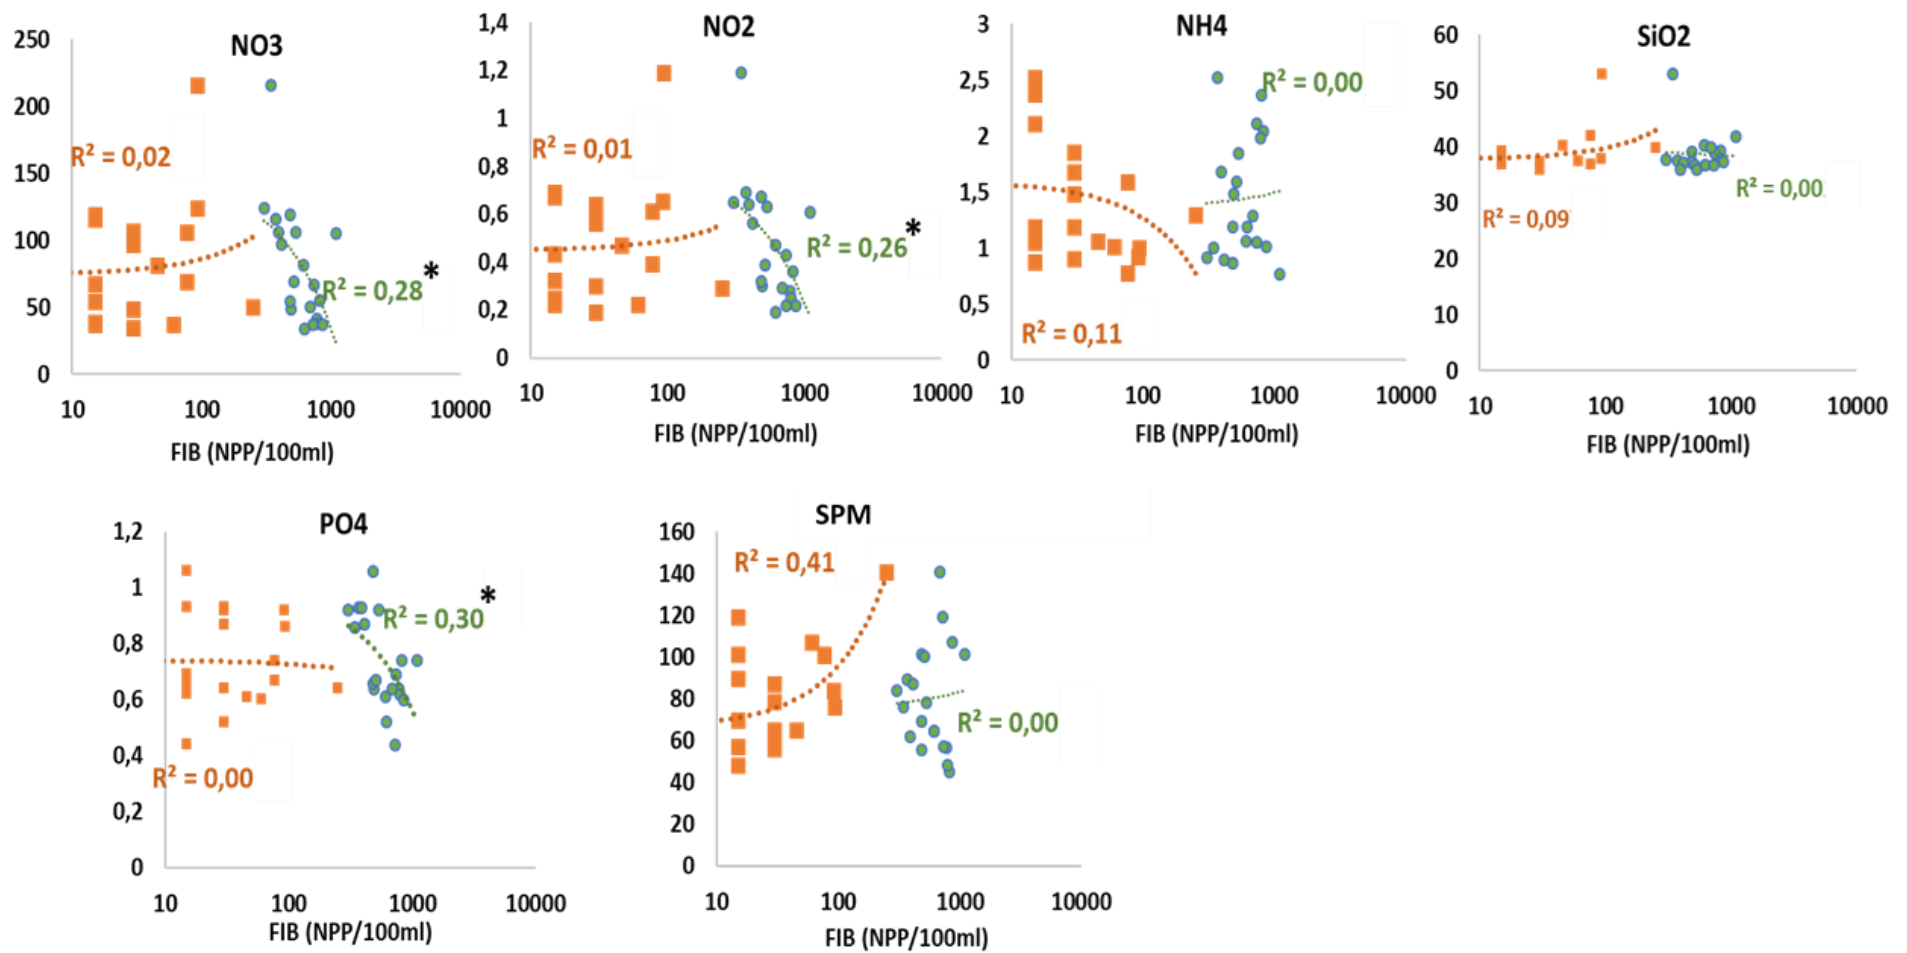 NO3
250
200
150
100
50
0
R² = 0,02
R² = 0,28
*
10 100 1000 10000
FIB (NPP/100ml)
NO2
1,4
1,2
1
0,8
0,6
0,4
0,2
0
R² = 0,01
R² = 0,26
*
10 100 1000 10000
FIB (NPP/100ml)
NH4
3
2,5
2
1,5
1
0,5
0
R² = 0,00
R² = 0,11
10 100 1000 10000
FIB (NPP/100ml)
SiO2
60
50
40
30
20
10
0
R² = 0,09
R² = 0,00
10 100 1000 10000
FIB (NPP/100ml)
PO4
1,2
1
0,8
0,6
0,4
0,2
0
*
R² = 0,30
R² = 0,00
10 100 1000 10000
FIB (NPP/100ml)
SPM
160
140
120
100
80
60
40
20
0
R² = 0,41
R² = 0,00
10 100 1000 10000
FIB (NPP/100ml)